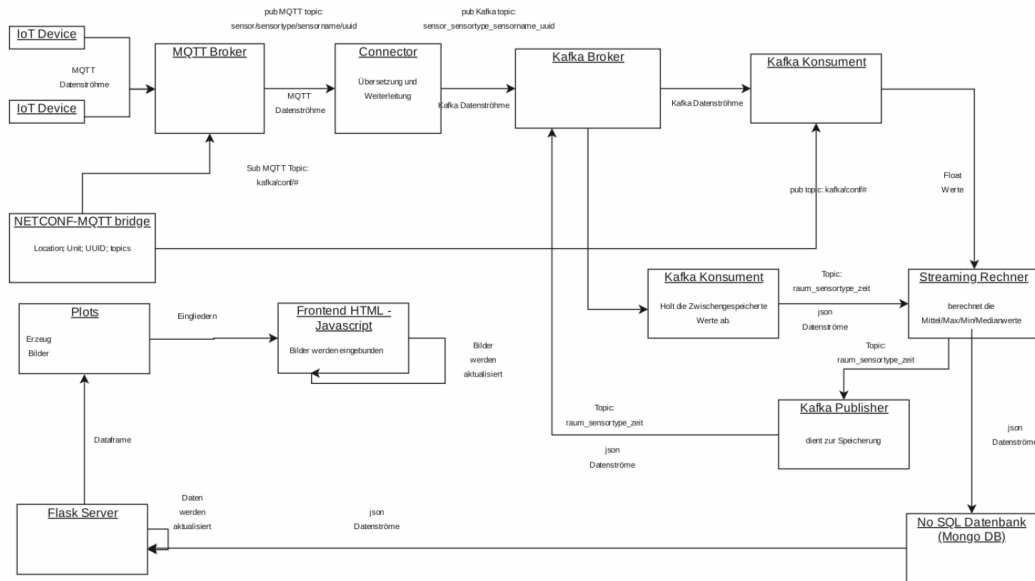 pub MQTT topic:
sensor/sensortype/sensorname/uuid
pub Kafka topic:
sensor_sensortype_sensorname_uuid
IoT Device
MQTT
Datenströhme
IoT Device
MQTT Broker
MQTT
Datenströhme
Connector
Übersetzung und
Weiterleitung
Kafka Datenströhme
Kafka Broker
Kafka Datenströhme
Kafka Konsument
Sub MQTT Topic:
kafka/conf/#
pub topic: kafka/conf/#
Float
Werte
NETCONF-MQTT bridge
Location; Unit; UUID; topics
Kafka Konsument
Holt die Zwischengespeicherte
Werte ab.
Topic:
raum_sensortype_zeit
json
Datenströme
Streaming Rechner
berechnet die
Mittel/Max/Min/Medianwerte
Plots
Erzeug
Bilder
Eingliedern
Frontend HTML -
Javascript
Bilder werden eingebunden
Bilder
werden
aktualisiert
Topic:
raum_sensortype_zeit
Kafka Publisher
dient zur Speicherung
Topic:
raum_sensortype_zeit
json
Datenströme
json
Datenströme
Dataframe
Flask Server
Daten
werden
aktualisiert
json
Datenströme
No SQL Datenbank
(Mongo DB)